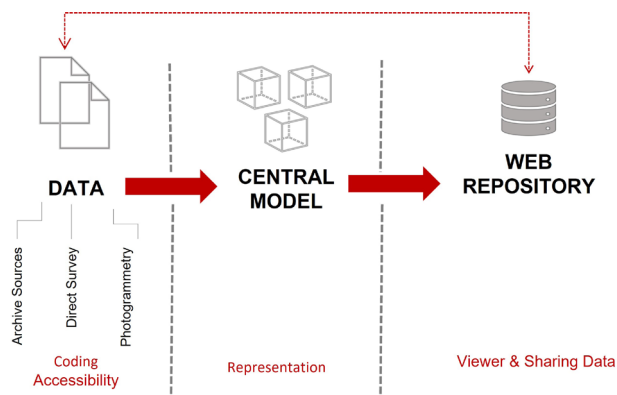 DATA
CENTRAL
MODEL
WEB
REPOSITORY
Archive Sources
Direct Survey
Photogrammetry
Coding
Accessibility
Representation
Viewer & Sharing Data